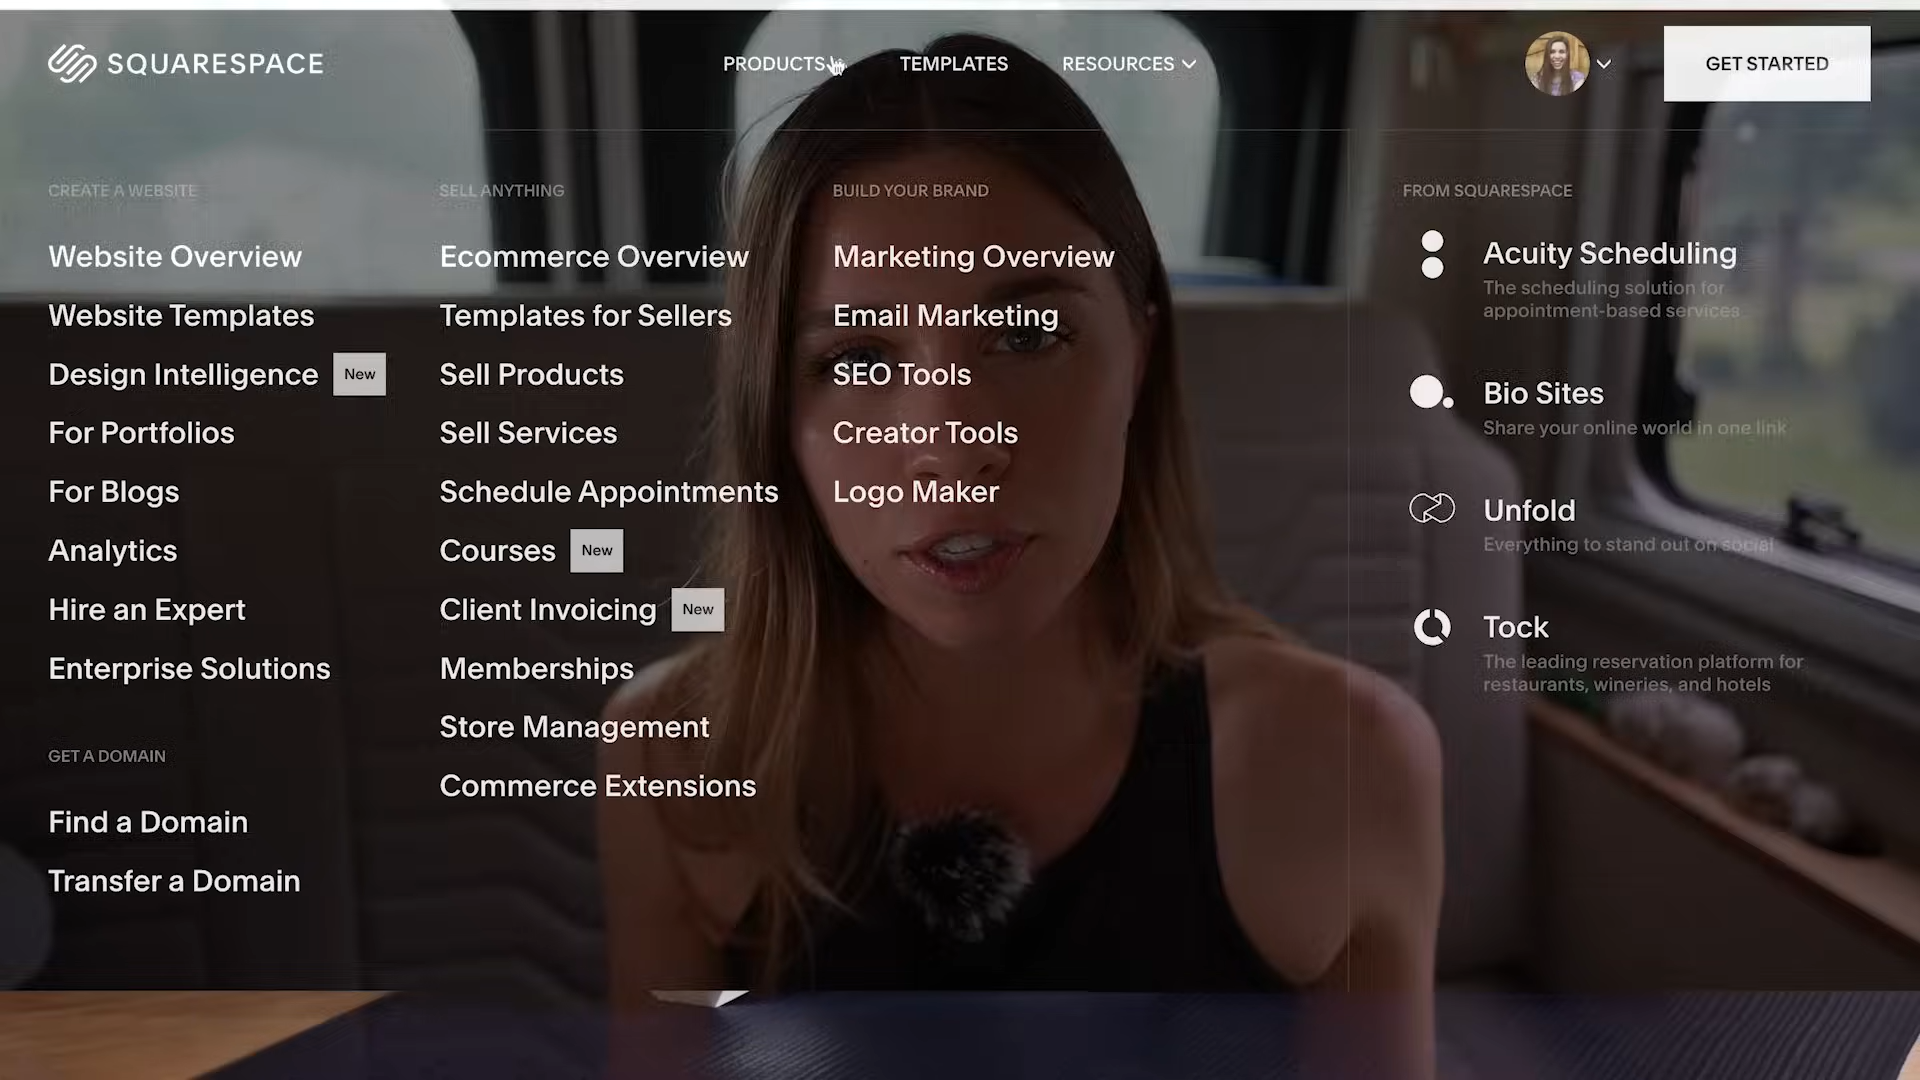 SQUARESPACE
PRODUCTS
TEMPLATES
RESOURCES
GET STARTED
CREATE A WEBSITE
Website Overview
Website Templates
Design Intelligence New
For Portfolios
For Blogs
Analytics
Hire an Expert
Enterprise Solutions
GET A DOMAIN
Find a Domain
Transfer a Domain
SELL ANYTHING
Ecommerce Overview
Templates for Sellers
Sell Products
Sell Services
Schedule Appointments
Courses New
Client Invoicing New
Memberships
Store Management
Commerce Extensions
BUILD YOUR BRAND
Marketing Overview
Email Marketing
SEO Tools
Creator Tools
Logo Maker
FROM SQUARESPACE
Acuity Scheduling
The scheduling solution for
appointment-based services
Bio Sites
Share your online world in one link
Unfold
Everything to stand out on social
Tock
The leading reservation platform for
restaurants, wineries, and hotels